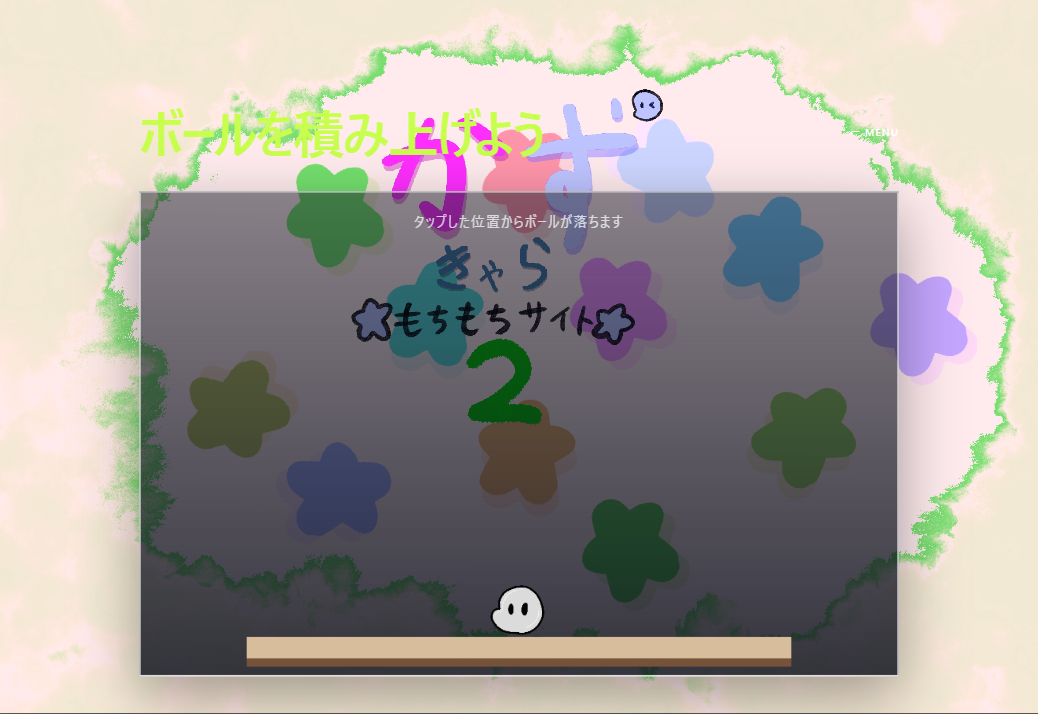 ボールを積み上げよう
かず
← MENU
タップした位置からボールが落ちます
きゃら
もちもちサイト
2